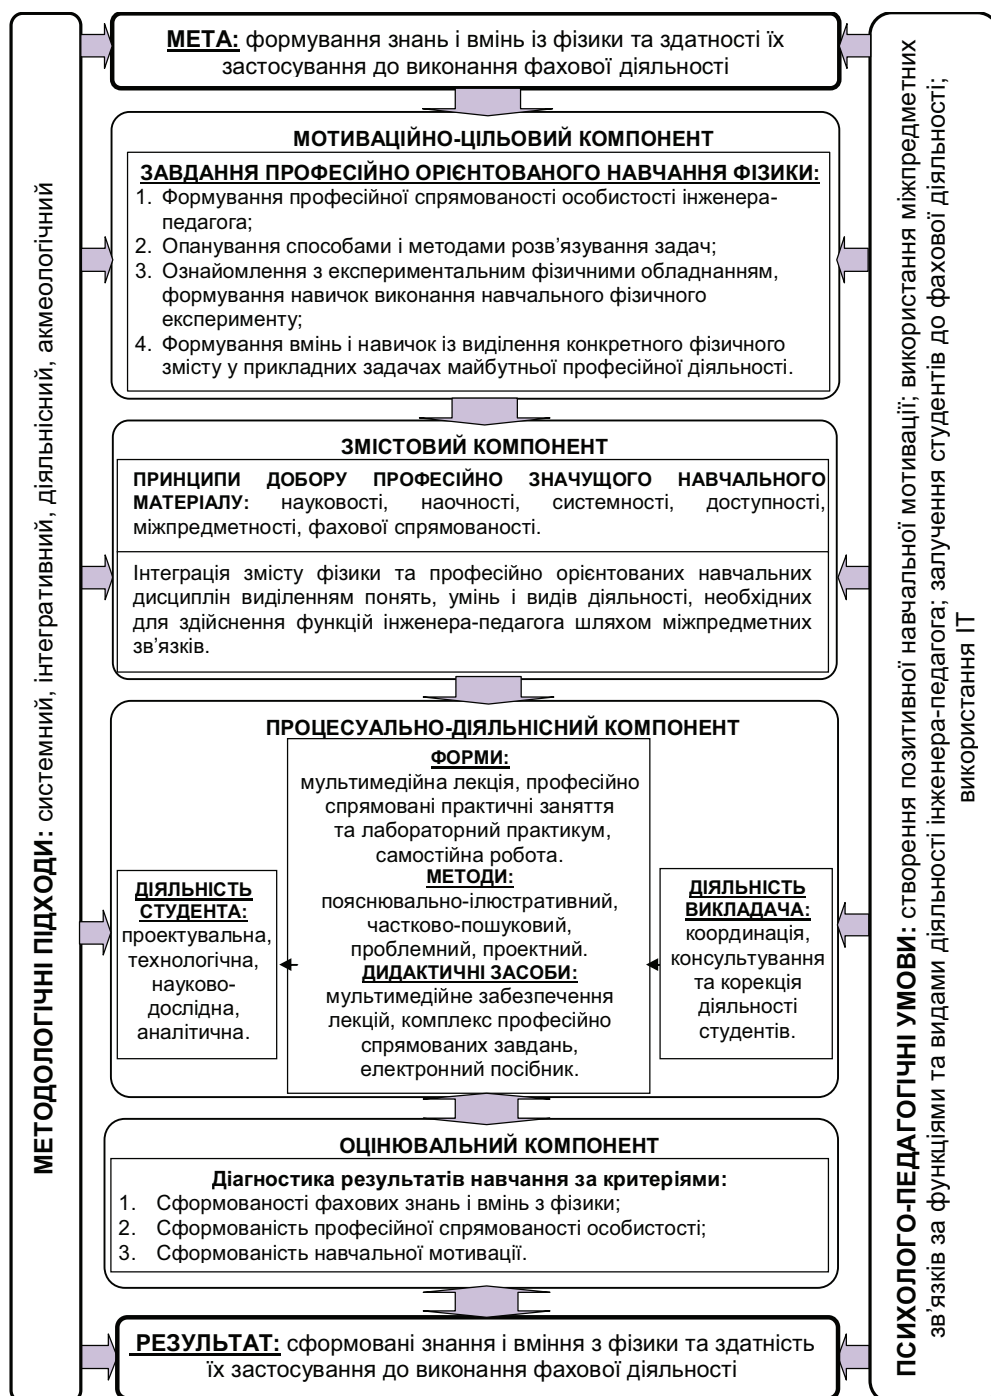 МЕТОДОЛОГІЧНІ ПІДХОДИ: системний, інтегративний, діяльнісний, акмеологічний
МЕТА: формування знань і вмінь із фізики та здатності їх
застосування до виконання фахової діяльності
МОТИВАЦІЙНО-ЦІЛЬОВИЙ КОМПОНЕНТ
ЗАВДАННЯ ПРОФЕСІЙНО ОРІЄНТОВАНОГО НАВЧАННЯ ФІЗИКИ:
1. Формування професійної спрямованості особистості інженера-
педагога;
2. Опанування способами і методами розв'язування задач;
3. Ознайомлення з експериментальним фізичними обладнанням,
формування навичок виконання навчального фізичного
експерименту;
4. Формування вмінь і навичок із виділення конкретного фізичного
змісту у прикладних задачах майбутньої професійної діяльності.
ЗМІСТОВИЙ КОМПОНЕНТ
ПРИНЦИПИ ДОБОРУ ПРОФЕСІЙНО ЗНАЧУЩОГО НАВЧАЛЬНОГО
МАТЕРІАЛУ: науковості, наочності, системності, доступності,
міжпредметності, фахової спрямованості.
Інтеграція змісту фізики та професійно орієнтованих навчальних
дисциплін виділенням понять, умінь і видів діяльності, необхідних
для здійснення функцій інженера-педагога шляхом міжпредметних
зв'язків.
ПРОЦЕСУАЛЬНО-ДІЯЛЬНІСНИЙ КОМПОНЕНТ
ДІЯЛЬНІСТЬ
СТУДЕНТА:
проектувальна,
технологічна,
науково-
дослідна,
аналітична.
ФОРМИ:
мультимедійна лекція, професійно
спрямовані практичні заняття
та лабораторний практикум,
самостійна робота.
МЕТОДИ:
пояснювально-ілюстративний,
частково-пошуковий,
проблемний, проектний.
ДИДАКТИЧНІ ЗАСОБИ:
мультимедійне забезпечення
лекцій, комплекс професійно
спрямованих завдань,
електронний посібник.
ДІЯЛЬНІСТЬ
ВИКЛАДАЧА:
координація,
консультування
та корекція
діяльності
студентів.
ОЦІНЮВАЛЬНИЙ КОМПОНЕНТ
Діагностика результатів навчання за критеріями:
1. Сформованості фахових знань і вмінь з фізики;
2. Сформованість професійної спрямованості особистості;
3. Сформованість навчальної мотивації.
РЕЗУЛЬТАТ: сформовані знання і вміння з фізики та здатність
їх застосування до виконання фахової діяльності
ПСИХОЛОГО-ПЕДАГОГІЧНІ УМОВИ: створення позитивної навчальної мотивації; використання міжпредметних
зв'язків за функціями та видами діяльності інженера-педагога; залучення студентів до фахової діяльності;
використання ІТ